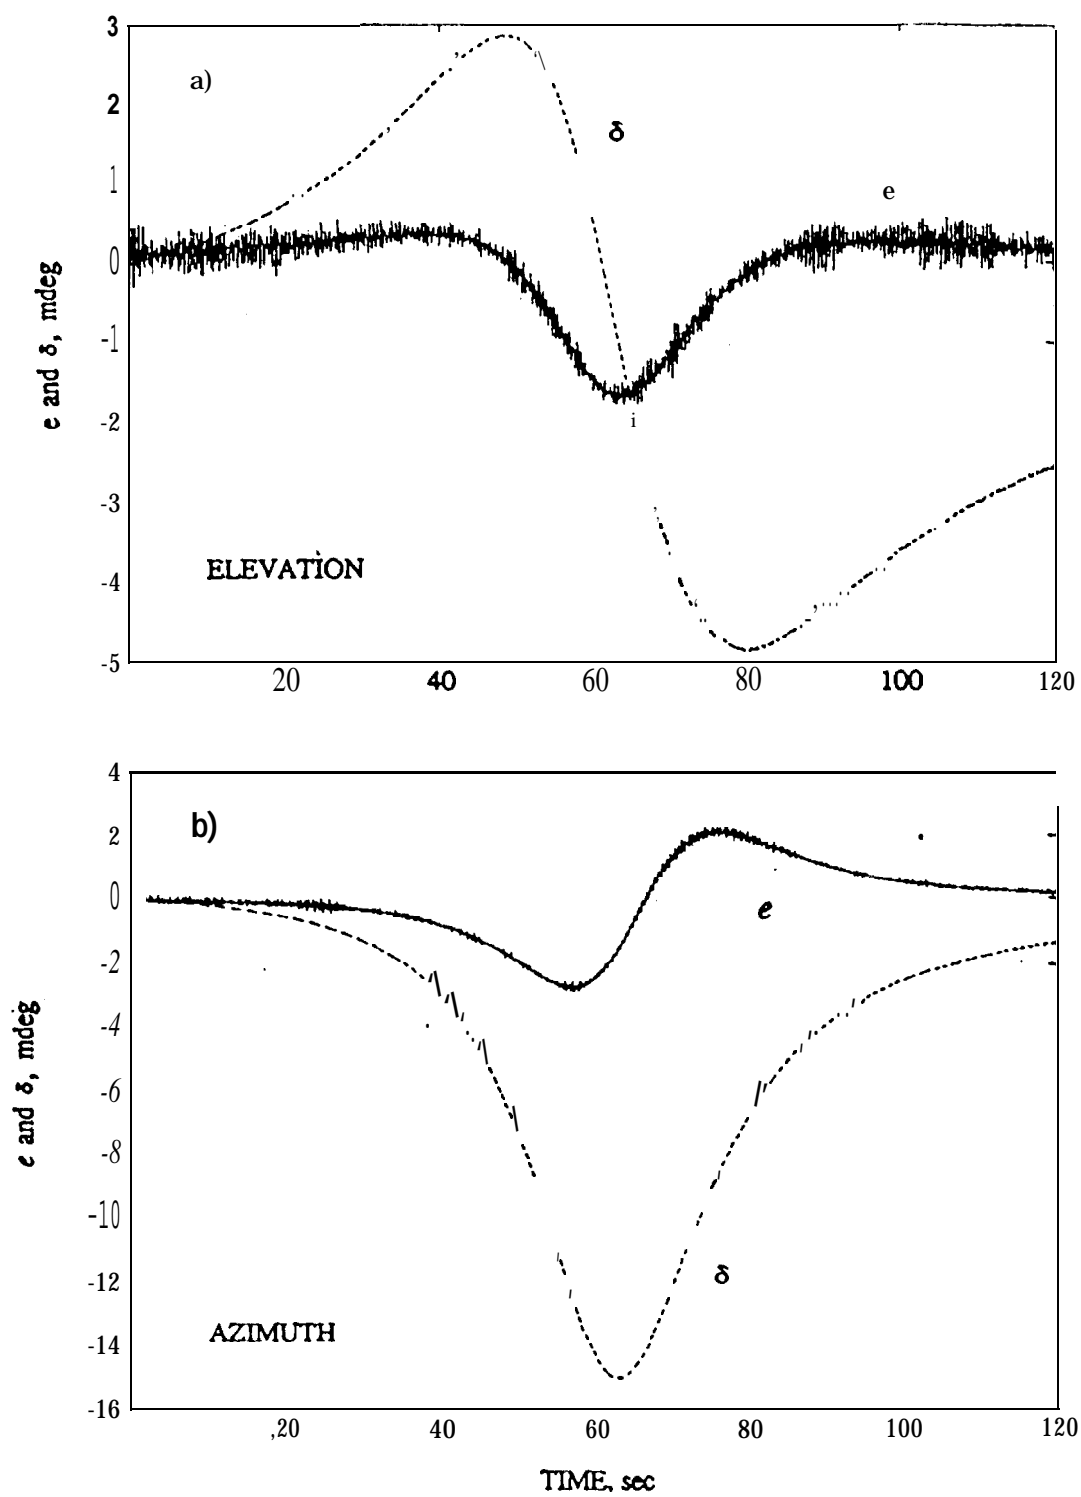 3
a)
2
δ
1
e
0
e and δ, mdeg
-1
-2
i
-3
ELEVATION
-4
-5
20 40 60 80 100 120
4
b)
2
0
e
-2
-4
e and δ, mdeg
-6
-8
-10
δ
-12
AZIMUTH
-14
-16
,20 40 60 80 100 120
TIME, sec